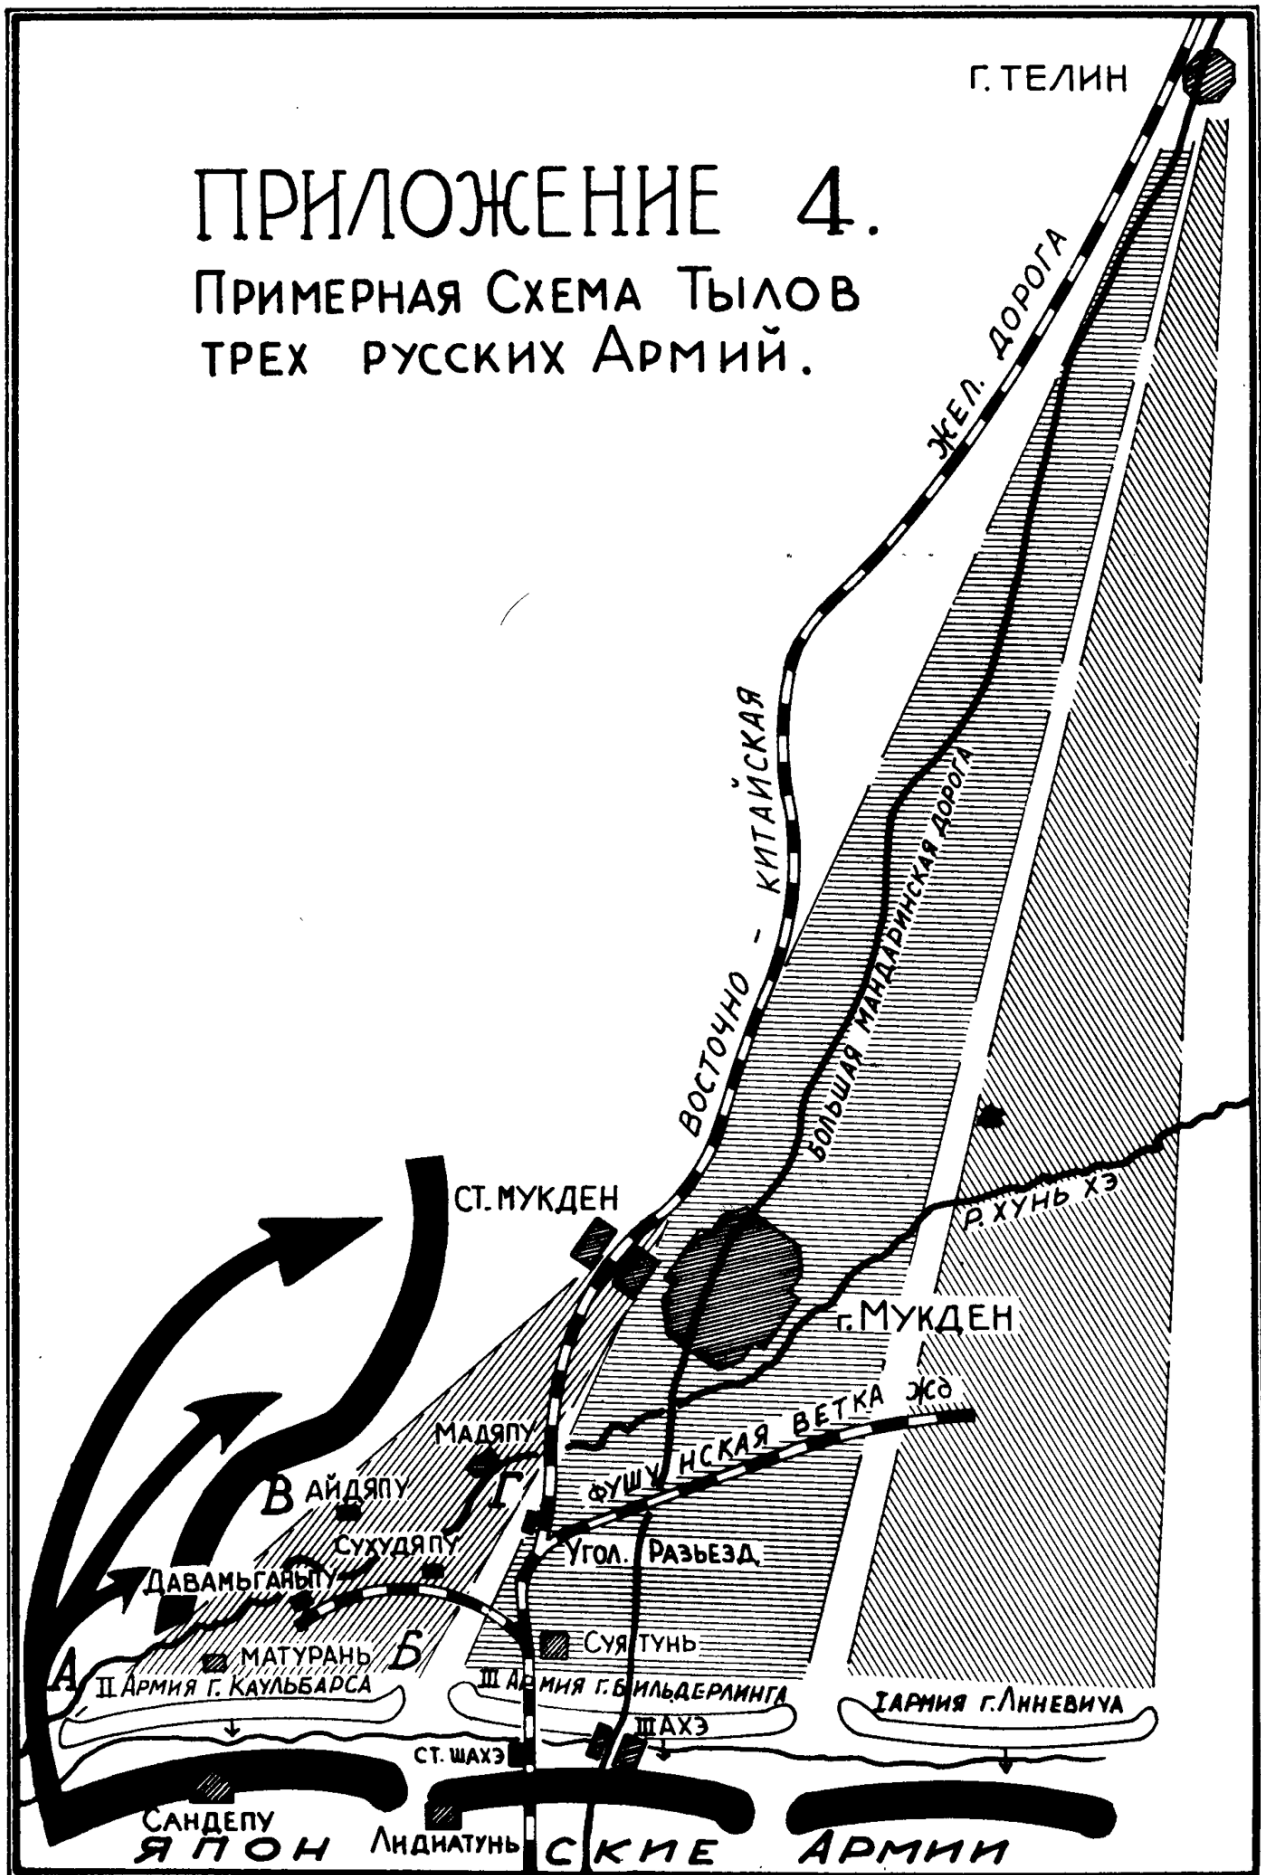 Г. ТЕЛИН
ПРИЛОЖЕНИЕ 4.
ПРИМЕРНАЯ СХЕМА ТЫЛОВ
ТРЕХ РУССКИХ АРМИЙ.
ВОСТОЧНО - КИТАЙСКАЯ ЖЕЛ. ДОРОГА
БОЛЬШАЯ МАНДАРИНСКАЯ ДОРОГА
СТ. МУКДЕН
Р. ХУНЬ ХЭ
г. МУКДЕН
ФУШУНСКАЯ ВЕТКА Жд
МАДЯПУ
Г
В
АЙДЯПУ
СУХУДЯПУ
УГОЛ. РАЗЬЕЗД
ДАВАМЬГАНЬПУ
СУЯТУНЬ
МАТУРАНЬ
Б
А
II АРМИЯ Г. КАУЛЬБАРСА
III АРМИЯ Г. БИЛЬДЕРЛИНГА
I АРМИЯ Г. ЛИНЕВИЧА
ШАХЭ
СТ. ШАХЭ
САНДЕПУ
ЛИДИАТУНЬ
ЯПОНСКИЕ АРМИИ